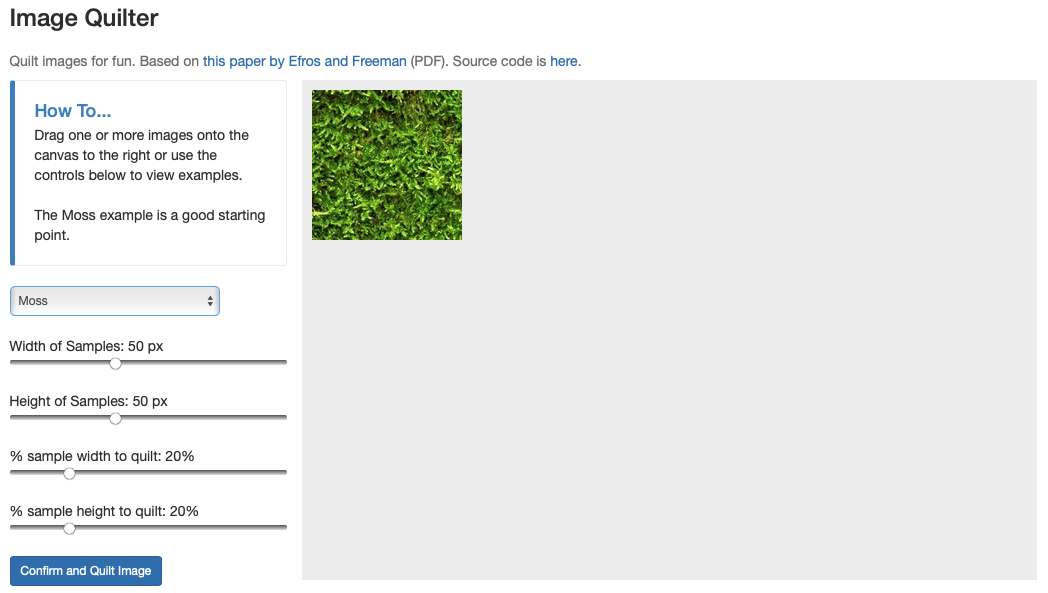 Image Quilter
Quilt images for fun. Based on this paper by Efros and Freeman (PDF). Source code is here.
How To...
Drag one or more images onto the
canvas to the right or use the
controls below to view examples.
The Moss example is a good starting
point.
Moss
Width of Samples: 50 px
Height of Samples: 50 px
% sample width to quilt: 20%
% sample height to quilt: 20%
Confirm and Quilt Image